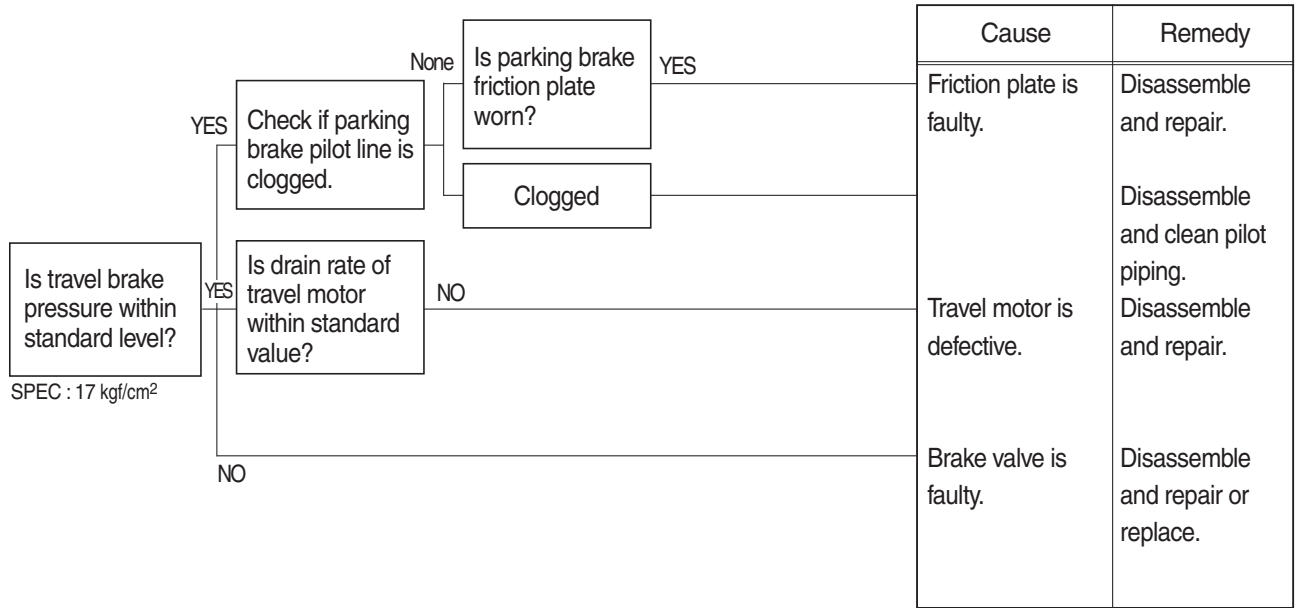 None
Is parking brake
friction plate
worn?
YES
YES
Check if parking
brake pilot line is
clogged.
Clogged
Is travel brake
pressure within
standard level?
SPEC : 17 kgf/cm²
YES
Is drain rate of
travel motor
within standard
value?
NO
NO
Cause
Remedy
Friction plate is
faulty.
Disassemble
and repair.
Disassemble
and clean pilot
piping.
Travel motor is
defective.
Disassemble
and repair.
Brake valve is
faulty.
Disassemble
and repair or
replace.